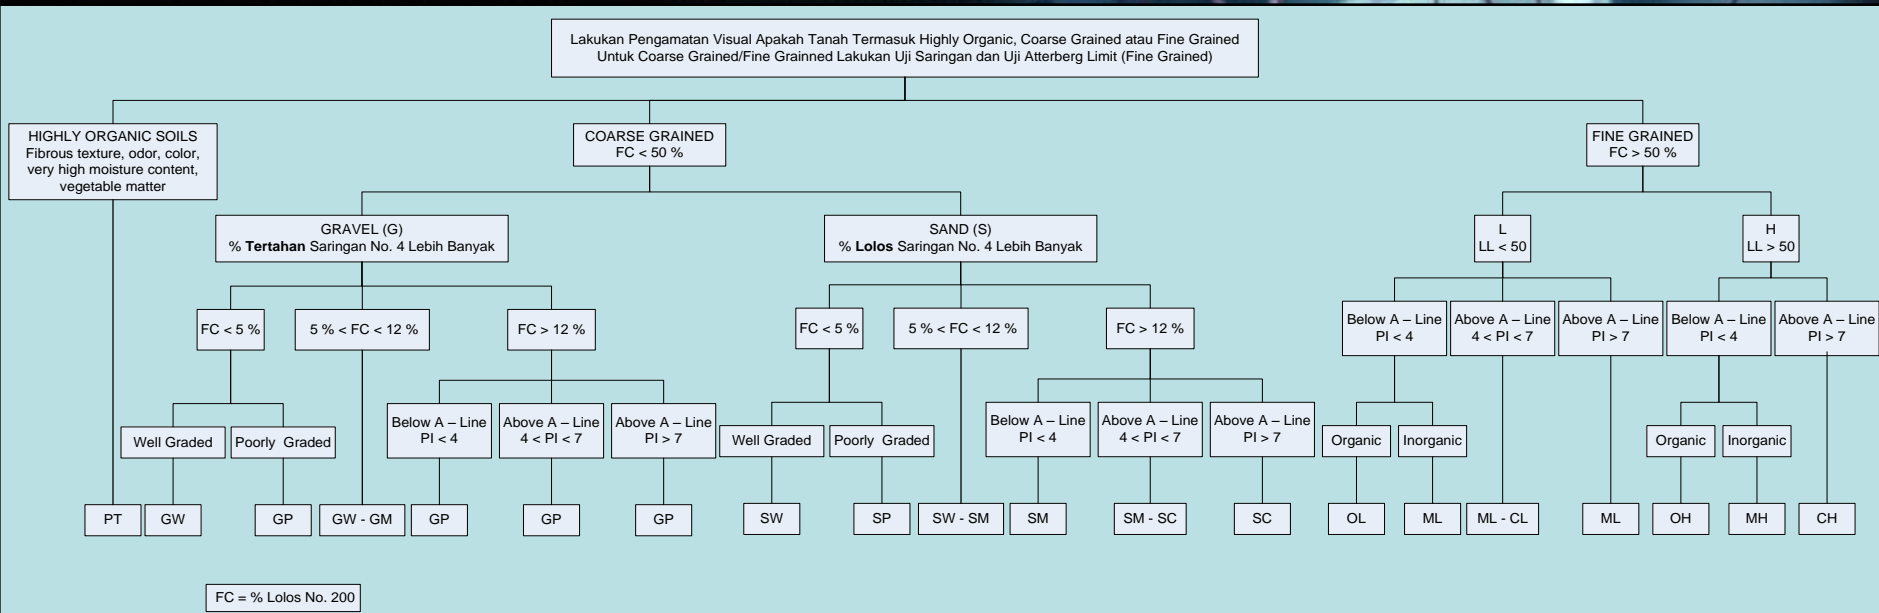 Lakukan Pengamatan Visual Apakah Tanah Termasuk Highly Organic, Coarse Grained atau Fine Grained
Untuk Coarse Grained/Fine Grainned Lakukan Uji Saringan dan Uji Atterberg Limit (Fine Grained)
HIGHLY ORGANIC SOILS
Fibrous texture, odor, color,
very high moisture content,
vegetable matter
COARSE GRAINED
FC < 50 %
FINE GRAINED
FC > 50 %
GRAVEL (G)
% Tertahan Saringan No. 4 Lebih Banyak
SAND (S)
% Lolos Saringan No. 4 Lebih Banyak
L
LL < 50
H
LL > 50
FC < 5 %
5 % < FC < 12 %
FC > 12 %
FC < 5 %
5 % < FC < 12 %
FC > 12 %
Below A – Line
PI < 4
Above A – Line
4 < PI < 7
Above A – Line
PI > 7
Below A – Line
PI < 4
Above A – Line
PI > 7
Well Graded
Poorly Graded
Below A – Line
PI < 4
Above A – Line
4 < PI < 7
Above A – Line
PI > 7
Well Graded
Poorly Graded
Below A – Line
PI < 4
Above A – Line
4 < PI < 7
Above A – Line
PI > 7
Organic
Inorganic
Organic
Inorganic
PT
GW
GP
GW - GM
GP
GP
GP
SW
SP
SW - SM
SM
SM - SC
SC
OL
ML
ML - CL
ML
OH
MH
CH
FC = % Lolos No. 200